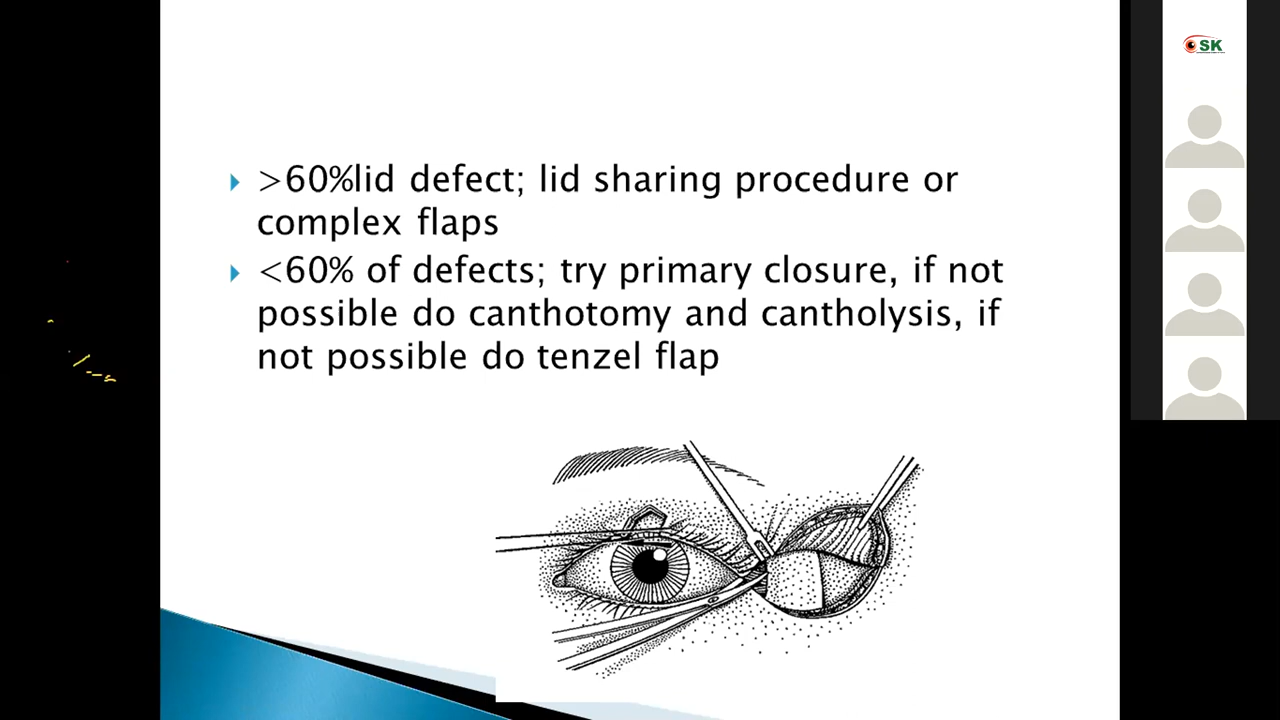 SK
>60%lid defect; lid sharing procedure or
complex flaps
<60% of defects; try primary closure, if not
possible do canthotomy and cantholysis, if
not possible do tenzel flap